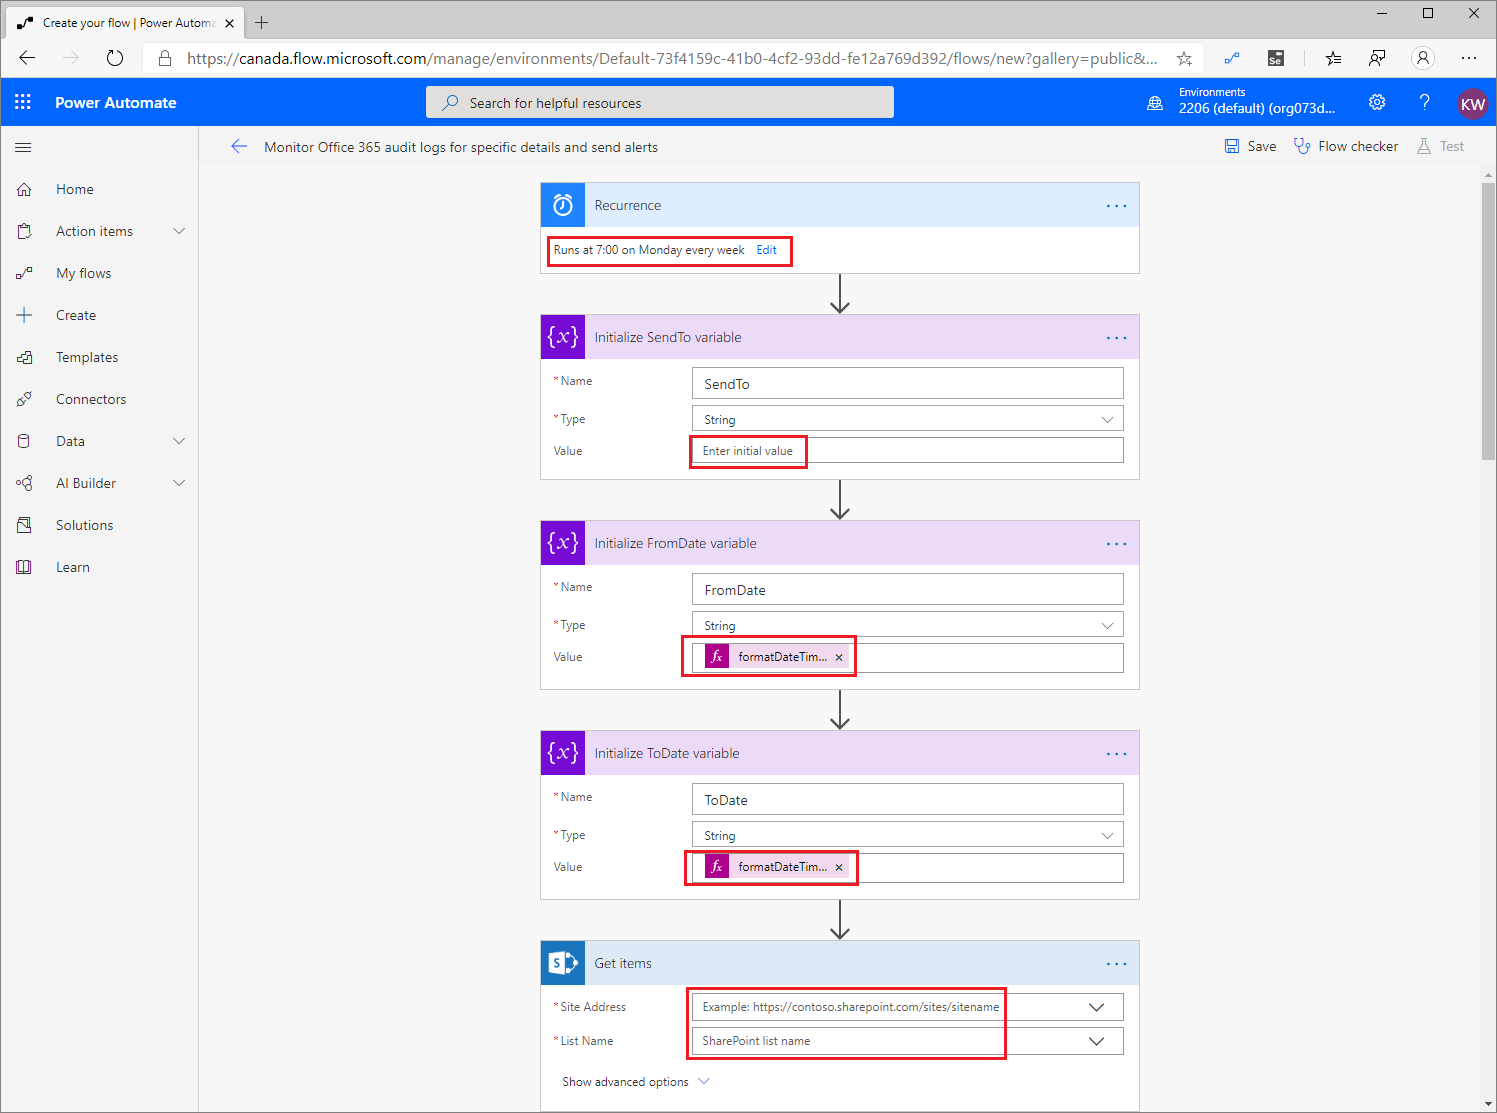 Create your flow | Power Automa
https://canada.flow.microsoft.com/manage/environments/Default-73f4159c-41b0-4cf2-93dd-fe12a769d392/flows/new?gallery=public&...
Se
Power Automate
Search for helpful resources
Environments
2206 (default) (org073d...
?
KW
Monitor Office 365 audit logs for specific details and send alerts
Save
Flow checker
Test
Home
Action items
My flows
Create
Templates
Connectors
Data
AI Builder
Solutions
Learn
Recurrence
Runs at 7:00 on Monday every week Edit
{x} Initialize SendTo variable
* Name SendTo
* Type String
Value Enter initial value
{x} Initialize FromDate variable
* Name FromDate
* Type String
Value fx formatDateTim... ×
{x} Initialize ToDate variable
* Name ToDate
* Type String
Value fx formatDateTim... ×
S Get items
* Site Address Example: https://contoso.sharepoint.com/sites/sitename
* List Name SharePoint list name
Show advanced options